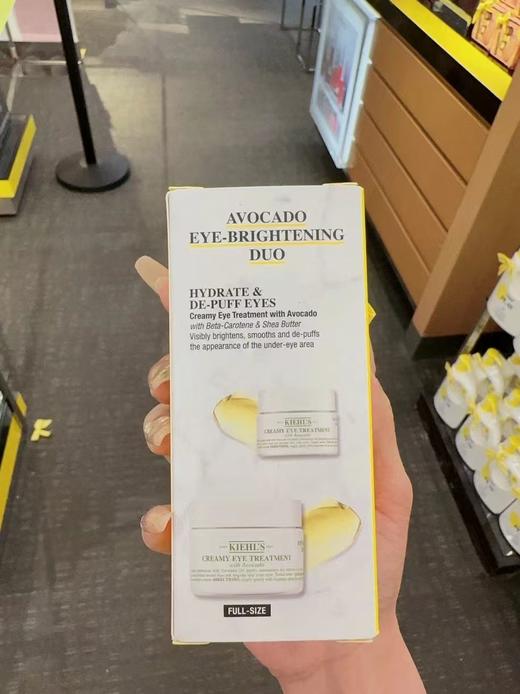 AVOCADO
EYE-BRIGHTENING
DUO
HYDRATE &
DE-PUFF EYES
Creamy Eye Treatment with Avocado
with Beta-Carotene & Shea Butter
Visibly brightens, smooths and de-puffs
the appearance of the under-eye area
KIEHL'S
CREAMY EYE TREATMENT
with Avocado
KIEHL'S
CREAMY EYE TREATMENT
with Avocado
FULL-SIZE